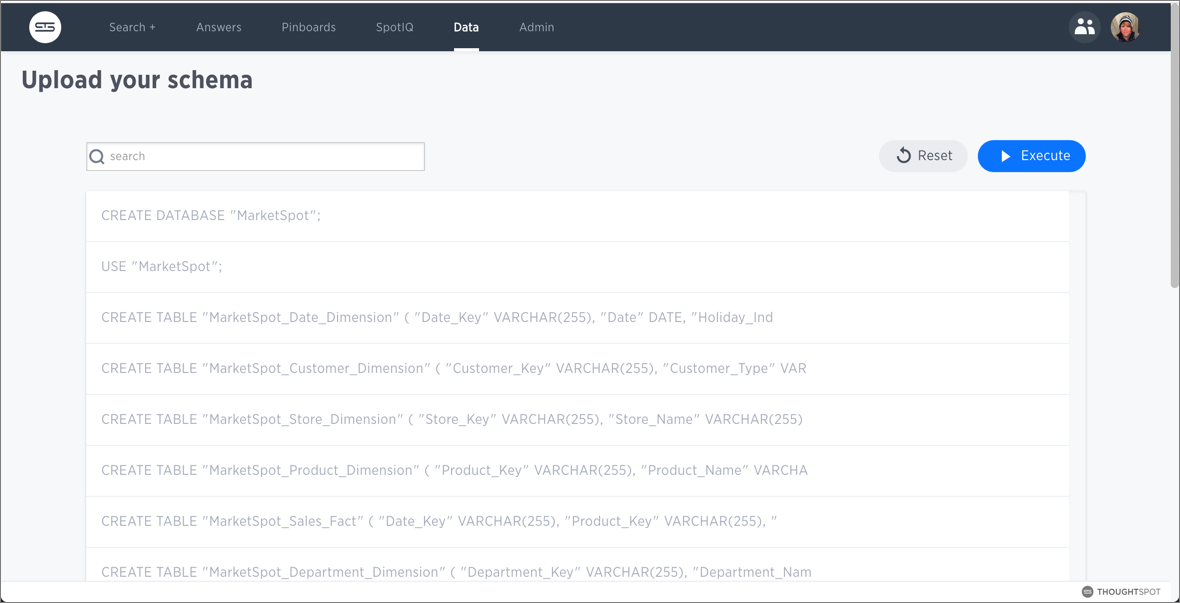 Search + Answers Pinboards SpotIQ Data Admin
Upload your schema
search Reset Execute
CREATE DATABASE "MarketSpot";
USE "MarketSpot";
CREATE TABLE "MarketSpot_Date_Dimension" ( "Date_Key" VARCHAR(255), "Date" DATE, "Holiday_Ind
CREATE TABLE "MarketSpot_Customer_Dimension" ( "Customer_Key" VARCHAR(255), "Customer_Type" VAR
CREATE TABLE "MarketSpot_Store_Dimension" ( "Store_Key" VARCHAR(255), "Store_Name" VARCHAR(255)
CREATE TABLE "MarketSpot_Product_Dimension" ( "Product_Key" VARCHAR(255), "Product_Name" VARCHA
CREATE TABLE "MarketSpot_Sales_Fact" ( "Date_Key" VARCHAR(255), "Product_Key" VARCHAR(255), "
CREATE TABLE "MarketSpot_Department_Dimension" ( "Department_Key" VARCHAR(255), "Department_Nam
THOUGHTSPOT